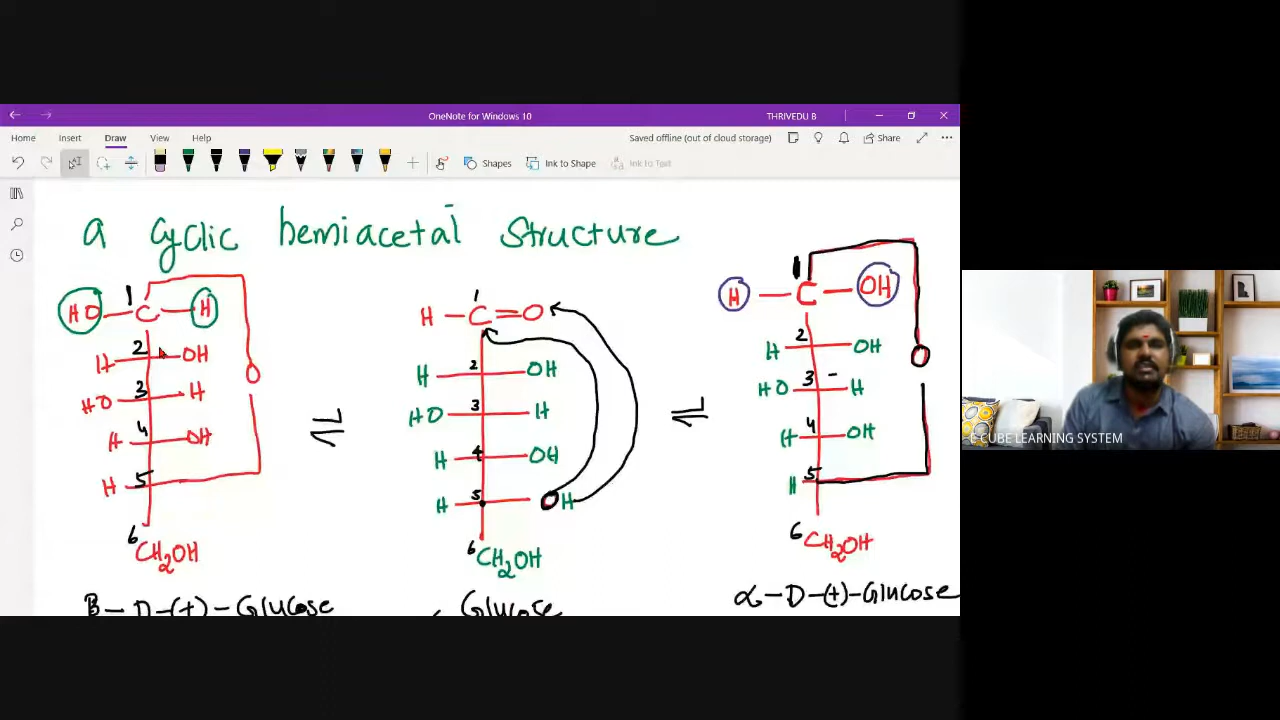 OneNote for Windows 10
THRIVEDU B
Home Insert Draw View Help
Saved offline (out of cloud storage)
Share
Shapes
Ink to Shape
Ink to Text
a Cyclic hemiacetal Structure
HO 1 C H
2 H OH
3 HO H
O
4 H OH
5 H
6 CH2OH
B-D-(+)-Glucose
1
H-C=O
2 H OH
3 HO H
4 H OH
5 H OH
6 CH2OH
Glucose
1
H C OH
2 H OH
O
3 HO H
4 H OH
5 H
6 CH2OH
α-D-(+)-Glucose
C CUBE LEARNING SYSTEM